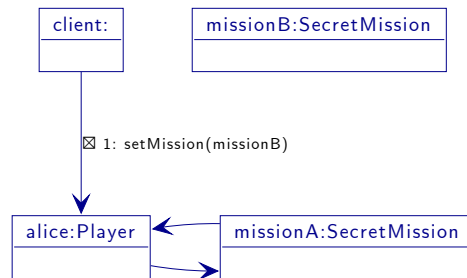 client:
missionB:SecretMission
☒ 1: setMission(missionB)
alice:Player
missionA:SecretMission